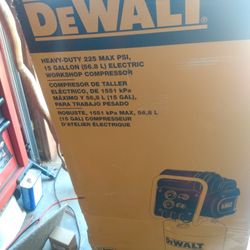 DEWALT
HEAVY-DUTY 225 MAX PSI,
15 GALLON (56,8 L) ELECTRIC
WORKSHOP COMPRESSOR
COMPRESOR DE TALLER
ELÉCTRICO, DE 1551 kPa
MÁXIMO Y 56,8 L (15 GAL),
PARA TRABAJO PESADO
ROBUSTE, 1551 kPa MAX, 56,8 L
(15 GAL) COMPRESSEUR
D'ATELIER ÉLECTRIQUE
DEWALT